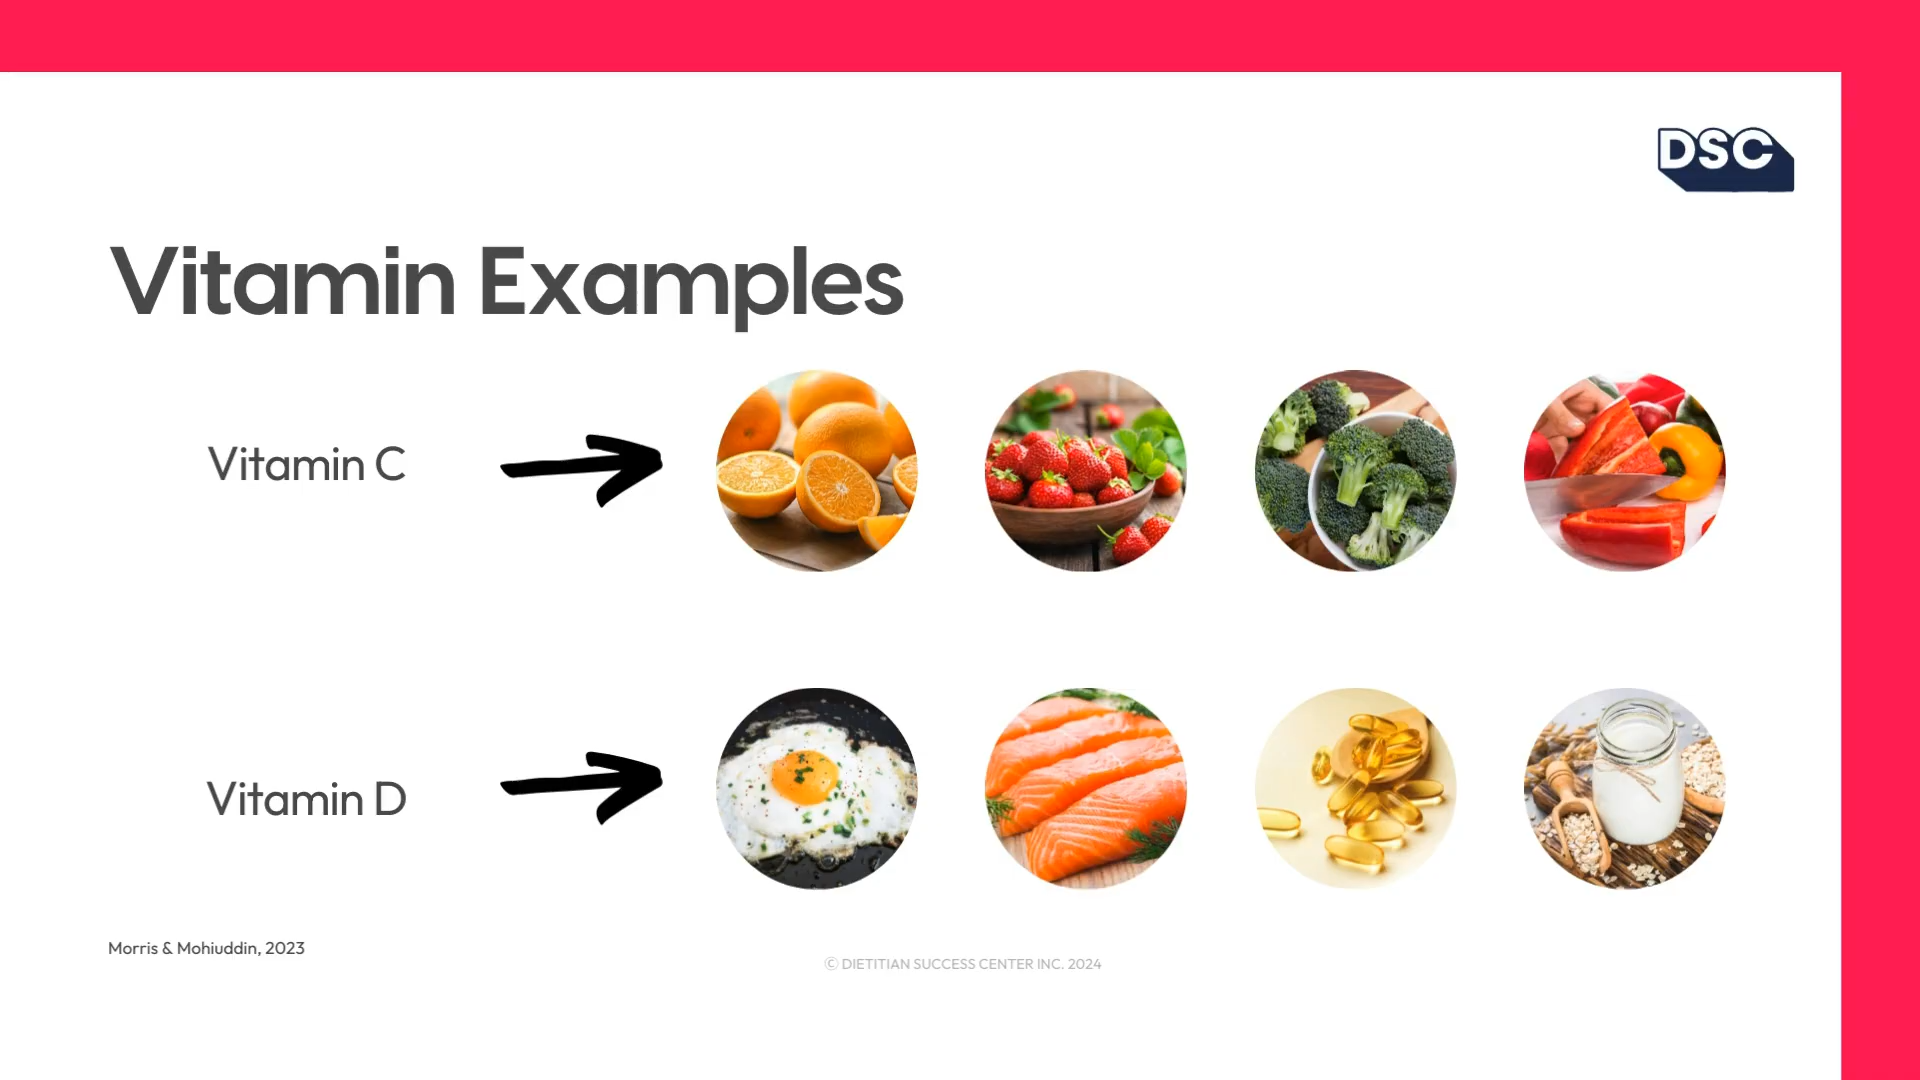 DSC
Vitamin Examples
Vitamin C
Vitamin D
Morris & Mohiuddin, 2023
© DIETITIAN SUCCESS CENTER INC. 2024